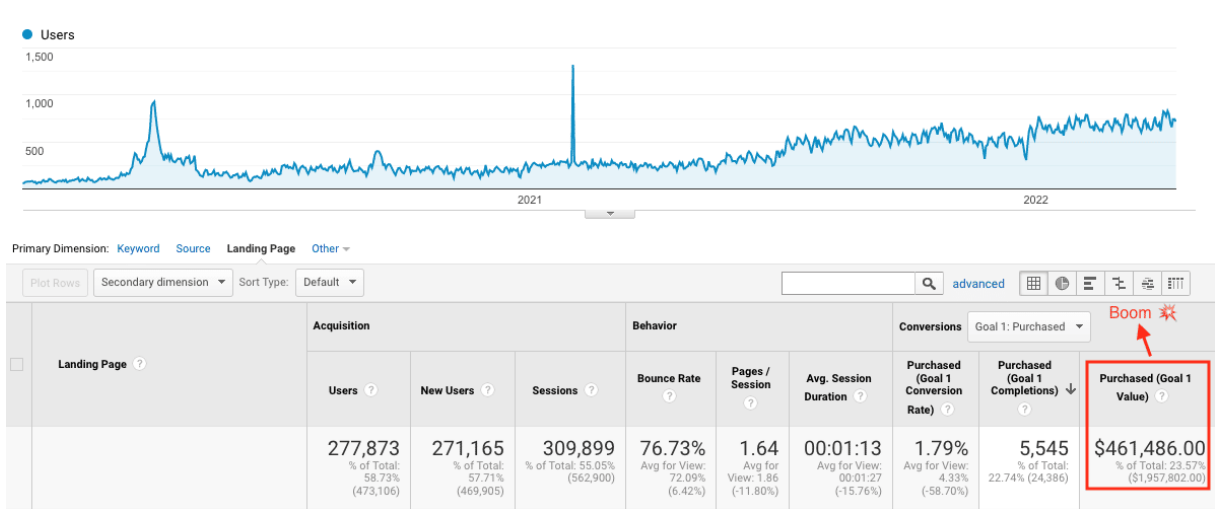 Users
1,500
1,000
500
2021
2022
Primary Dimension: Keyword Source Landing Page Other
Plot Rows Secondary dimension Sort Type: Default advanced
Boom 💥
Acquisition Behavior Conversions Goal 1: Purchased
Landing Page ?
Users ?
New Users ?
Sessions ?
Bounce Rate
?
Pages /
Session
?
Avg. Session
Duration ?
Purchased
(Goal 1
Conversion
Rate) ?
Purchased
(Goal 1
Completions)
?
Purchased (Goal 1
Value) ?
277,873
% of Total:
58.73%
(473,106)
271,165
% of Total:
57.71%
(469,905)
309,899
% of Total: 55.05%
(562,900)
76.73%
Avg for View:
72.09%
(6.42%)
1.64
Avg for
View: 1.86
(-11.80%)
00:01:13
Avg for View:
00:01:27
(-15.76%)
1.79%
Avg for View:
4.33%
(-58.70%)
5,545
% of Total:
22.74% (24,386)
$461,486.00
% of Total: 23.57%
($1,957,802.00)